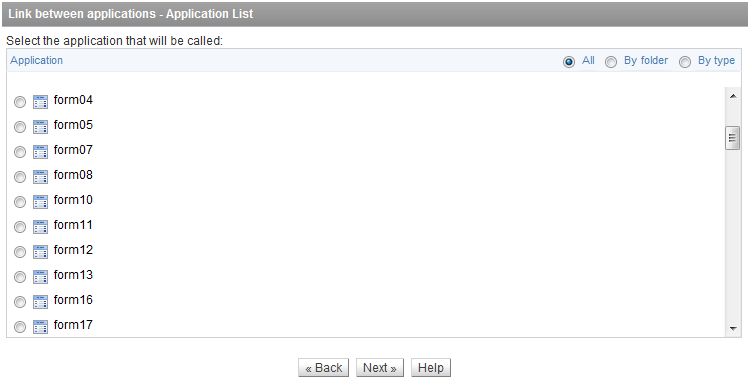 Link between applications - Application List
Select the application that will be called:
Application All By folder By type
form04
form05
form07
form08
form10
form11
form12
form13
form16
form17
« Back Next » Help